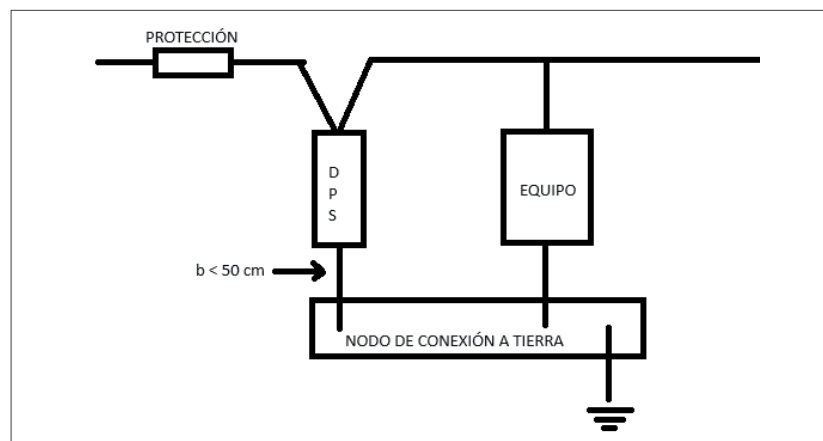 PROTECCIÓN
D
P
S
EQUIPO
b < 50 cm
NODO DE CONEXIÓN A TIERRA